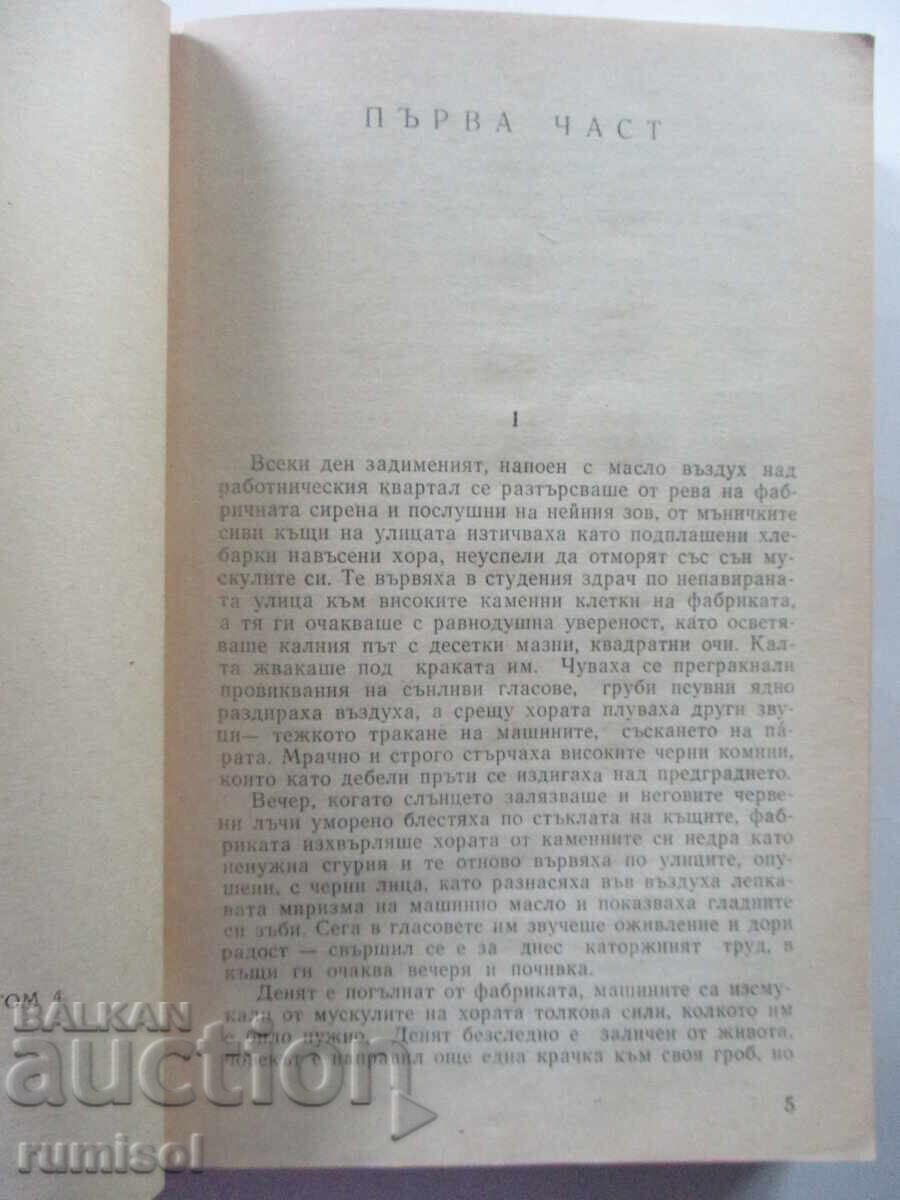 ПЪРВА ЧАСТ
I
Всеки ден задименият, напоен с масло въздух над
работническия квартал се разтърсваше от рева на фаб-
ричната сирена и послушни на нейния зов, от мъничките
сиви къщи на улицата изтичваха като подплашени хле-
барки навъсени хора, неуспели да отморят със сън му-
скулите си. Те вървяха в студения здрач по непавирана-
та улица към високите каменни клетки на фабриката,
а тя ги очакваше с равнодушна увереност, като осветя-
ваше калния път с десетки мазни, квадратни очи. Кал-
та жвакаше под краката им. Чуваха се прегракнали
провиквания на сънливи гласове, груби псувни ядно
раздираха въздуха, а срещу хората плуваха други зву-
ци— тежкото тракане на машините, съскането на па́-
рата. Мрачно и строго стърчаха високите черни комини,
които като дебели пръти се издигаха над предградието.
Вечер, когато слънцето залязваше и неговите черве-
ни лъчи уморено блестяха по стъклата на къщите, фаб-
риката изхвърляше хората от каменните си недра като
ненужна сгурия и те отново вървяха по улиците, опу-
шени, с черни лица, като разнасяха във въздуха лепка-
вата миризма на машинно масло и показваха гладните
си зъби. Сега в гласовете им звучеше оживление и дори
радост — свършил се е за днес каторжният труд, в
къщи ги очаква вечеря и почивка.
Денят е погълнат от фабриката, машините са изсму-
кали от мускулите на хората толкова сили, колкото им
е било нужно. Денят безследно е заличен от живота,
човекът е направил още една крачка към своя гроб, но
5
том 4
BALKAN
auction
rumisol